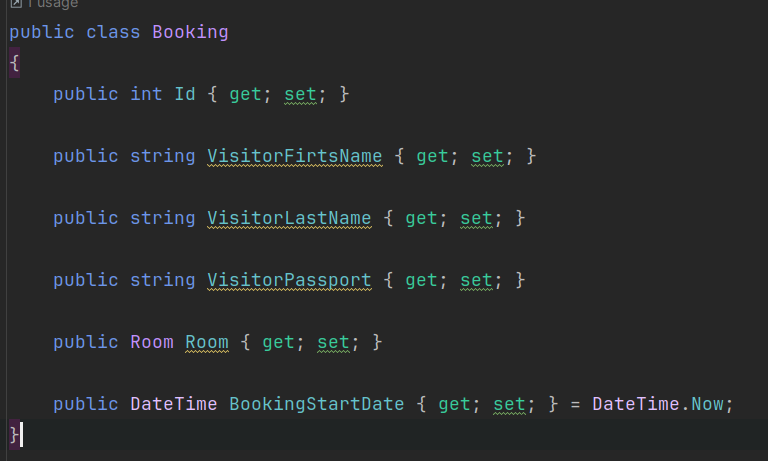 1 usage
public class Booking
{
public int Id { get; set; }
public string VisitorFirtsName { get; set; }
public string VisitorLastName { get; set; }
public string VisitorPassport { get; set; }
public Room Room { get; set; }
public DateTime BookingStartDate { get; set; } = DateTime.Now;
}